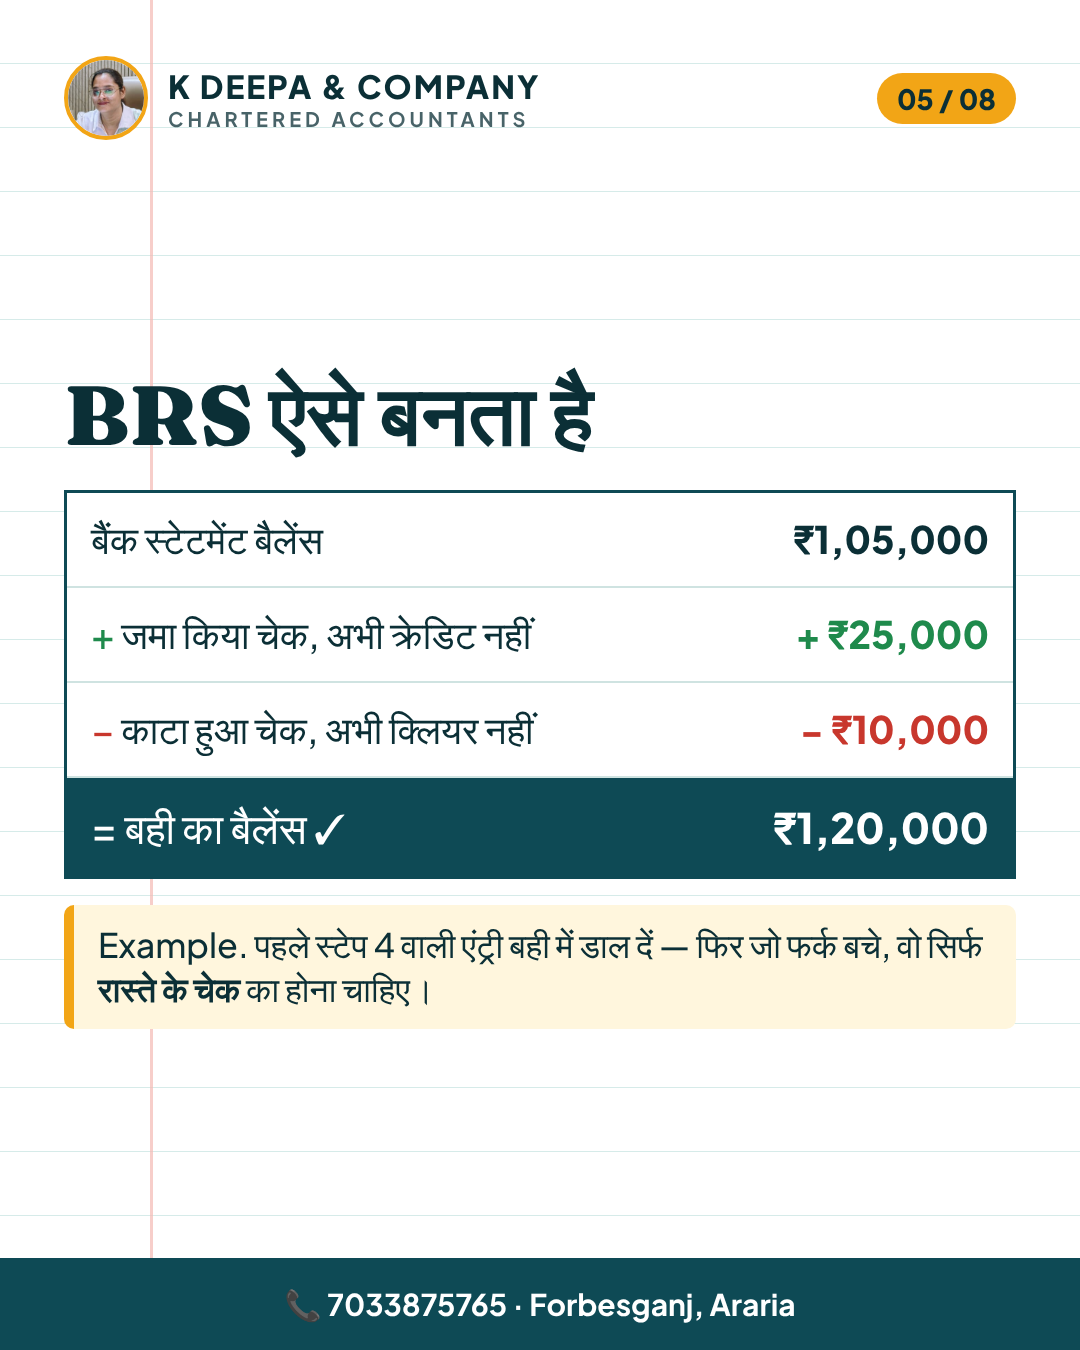 K DEEPA & COMPANY
CHARTERED ACCOUNTANTS
05 / 08
BRS ऐसे बनता है
बैंक स्टेटमेंट बैलेंस ₹1,05,000
+ जमा किया चेक, अभी क्रेडिट नहीं + ₹25,000
– काटा हुआ चेक, अभी क्लियर नहीं – ₹10,000
= बही का बैलेंस ✓ ₹1,20,000
Example. पहले स्टेप 4 वाली एंट्री बही में डाल दें — फिर जो फर्क बचे, वो सिर्फ
रास्ते के चेक का होना चाहिए।
📞 7033875765 · Forbesganj, Araria